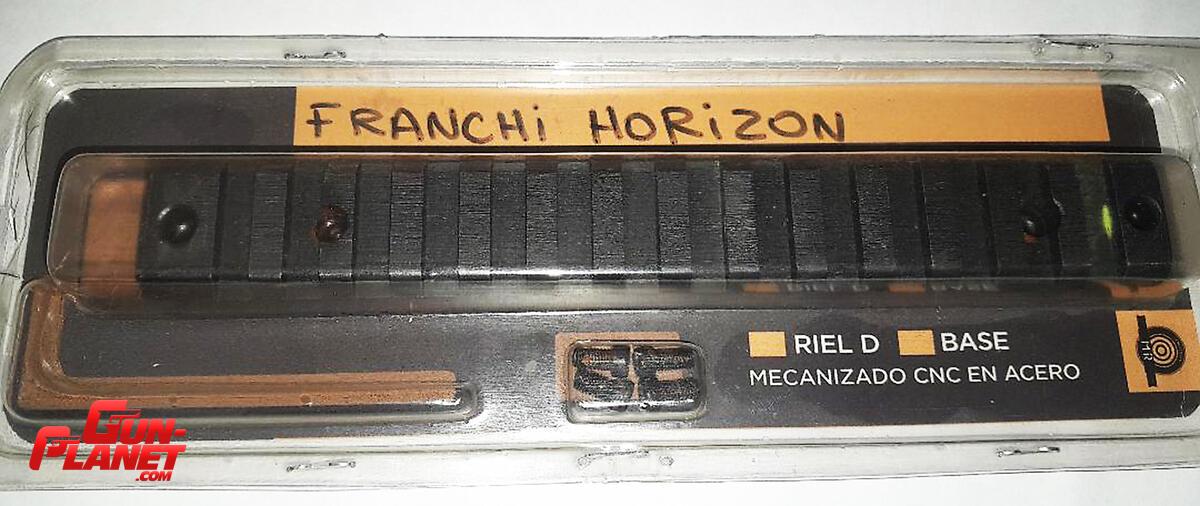 FRANCHi HORiZON
RIEL D BASE
MECANIZADO CNC EN ACERO
GUN-
PLANET
.COM